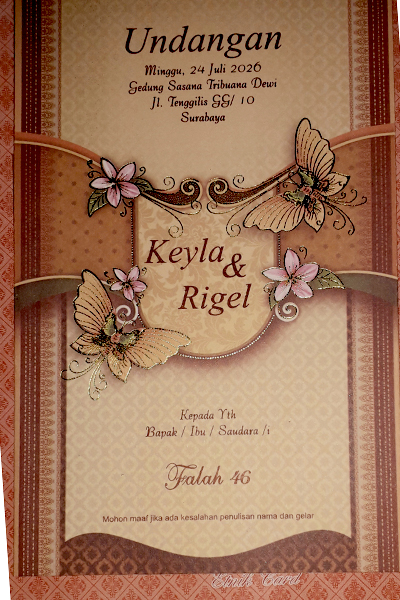 Undangan
Minggu, 24 Juli 2026
Gedung Sasana Tribuana Dewi
Jl. Tenggilis GG/ 10
Surabaya
Keyla
&
Rigel
Kepada Yth
Bapak / Ibu / Saudara /i
Falah 46
Mohon maaf jika ada kesalahan penulisan nama dan gelar